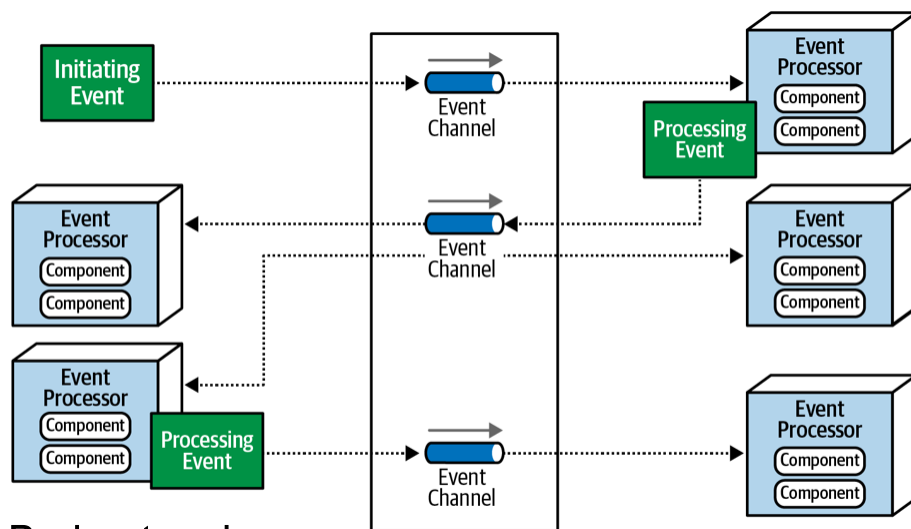 Initiating
Event
Event
Channel
Event
Processor
Component
Component
Processing
Event
Event
Processor
Component
Component
Event
Channel
Event
Processor
Component
Component
Event
Processor
Component
Component
Processing
Event
Event
Channel
Event
Processor
Component
Component